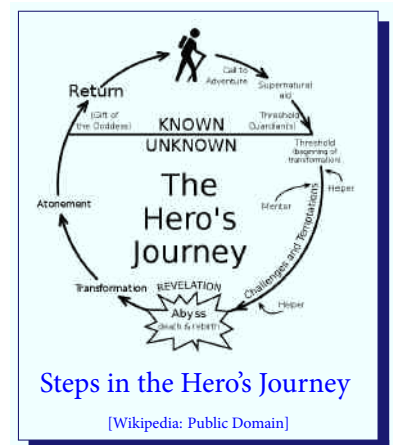 Call to
Adventure
Supernatural
aid
Return
(Gift of
the Goddess)
KNOWN
Threshold
Guardian(s)
UNKNOWN
Threshold
(beginning of
transformation)
The
Hero's
Journey
Helper
Mentor
Challenges and Temptations
Atonement
Transformation
REVELATION
Abyss
death & rebirth
Helper
Steps in the Hero’s Journey
[Wikipedia: Public Domain]